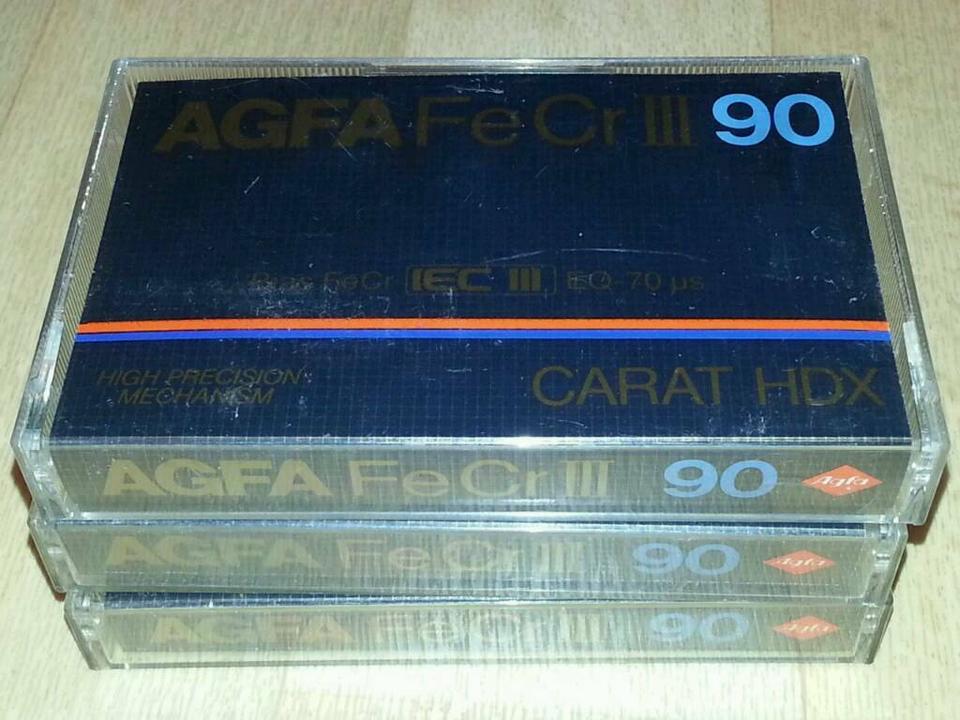 AGFA FeCr III 90
Bias FeCr IEC III EQ 70 µs
HIGH PRECISION
MECHANISM
CARAT HDX
AGFA FeCr III 90 Agfa
AGFA FeCr III 90 Agfa
AGFA FeCr III 90 Agfa